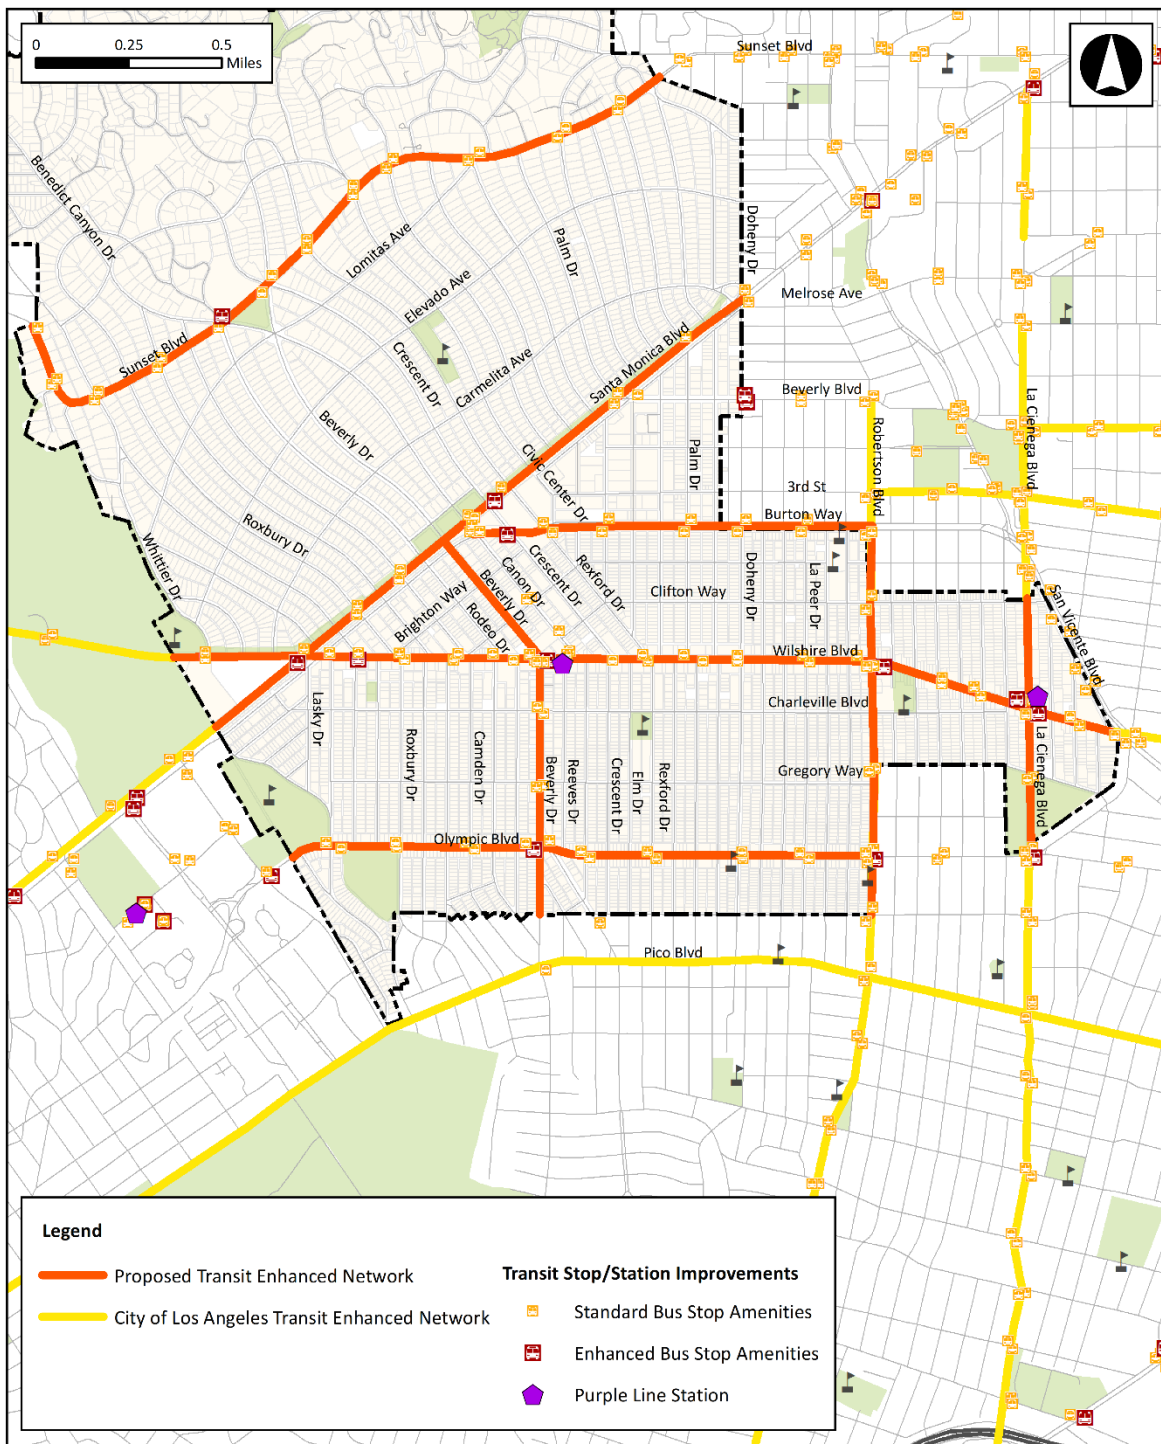 0 0.25 0.5
Miles
Sunset Blvd
Benedict Canyon Dr
Lomitas Ave
Palm Dr
Doheny Dr
Elevado Ave
Melrose Ave
Sunset Blvd
Crescent Dr
Carmelita Ave
Santa Monica Blvd
Beverly Blvd
La Cienega Blvd
Robertson Blvd
Beverly Dr
Civic Center Dr
Palm Dr
3rd St
Burton Way
Roxbury Dr
Whittier Dr
Crescent Dr
Canon Dr
Rexford Dr
Beverly Dr
Clifton Way
Doheny Dr
La Peer Dr
San Vicente Blvd
Brighton Way
Rodeo Dr
Wilshire Blvd
Charleville Blvd
Lasky Dr
Roxbury Dr
Camden Dr
Beverly Dr
Reeves Dr
Crescent Dr
Elm Dr
Rexford Dr
Gregory Way
La Cienega Blvd
Olympic Blvd
Pico Blvd
Legend
Proposed Transit Enhanced Network
City of Los Angeles Transit Enhanced Network
Transit Stop/Station Improvements
Standard Bus Stop Amenities
Enhanced Bus Stop Amenities
Purple Line Station